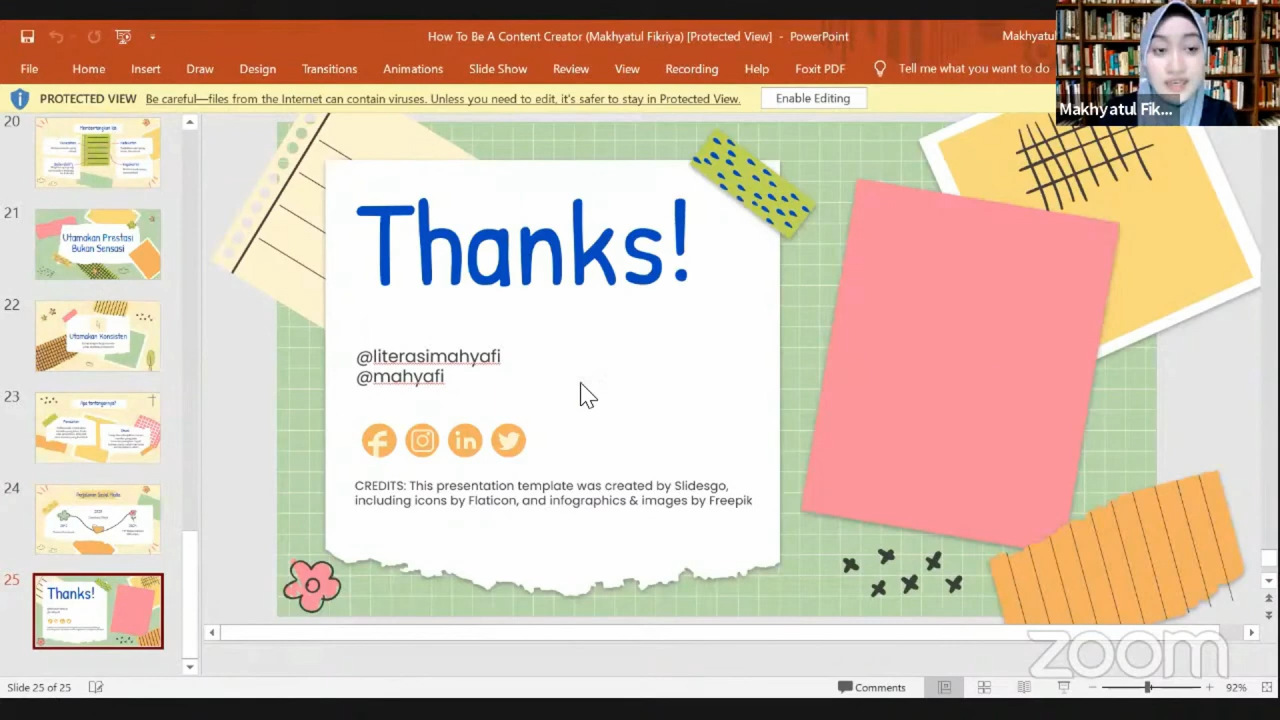 How To Be A Content Creator (Makhyatul Fikriya) [Protected View] - PowerPoint
Makhyatul
File Home Insert Draw Design Transitions Animations Slide Show Review View Recording Help Foxit PDF Tell me what you want to do
Makhyatul Fik...
PROTECTED VIEW Be careful—files from the Internet can contain viruses. Unless you need to edit, it's safer to stay in Protected View. Enable Editing
20
21
Utamakan Prestasi
Bukan Sensasi
22
Utamakan Konsisten
23
24
25
Thanks!
Thanks!
@literasimahyafi
@mahyafi
CREDITS: This presentation template was created by Slidesgo,
including icons by Flaticon, and infographics & images by Freepik
zoom
Slide 25 of 25
Comments
92%